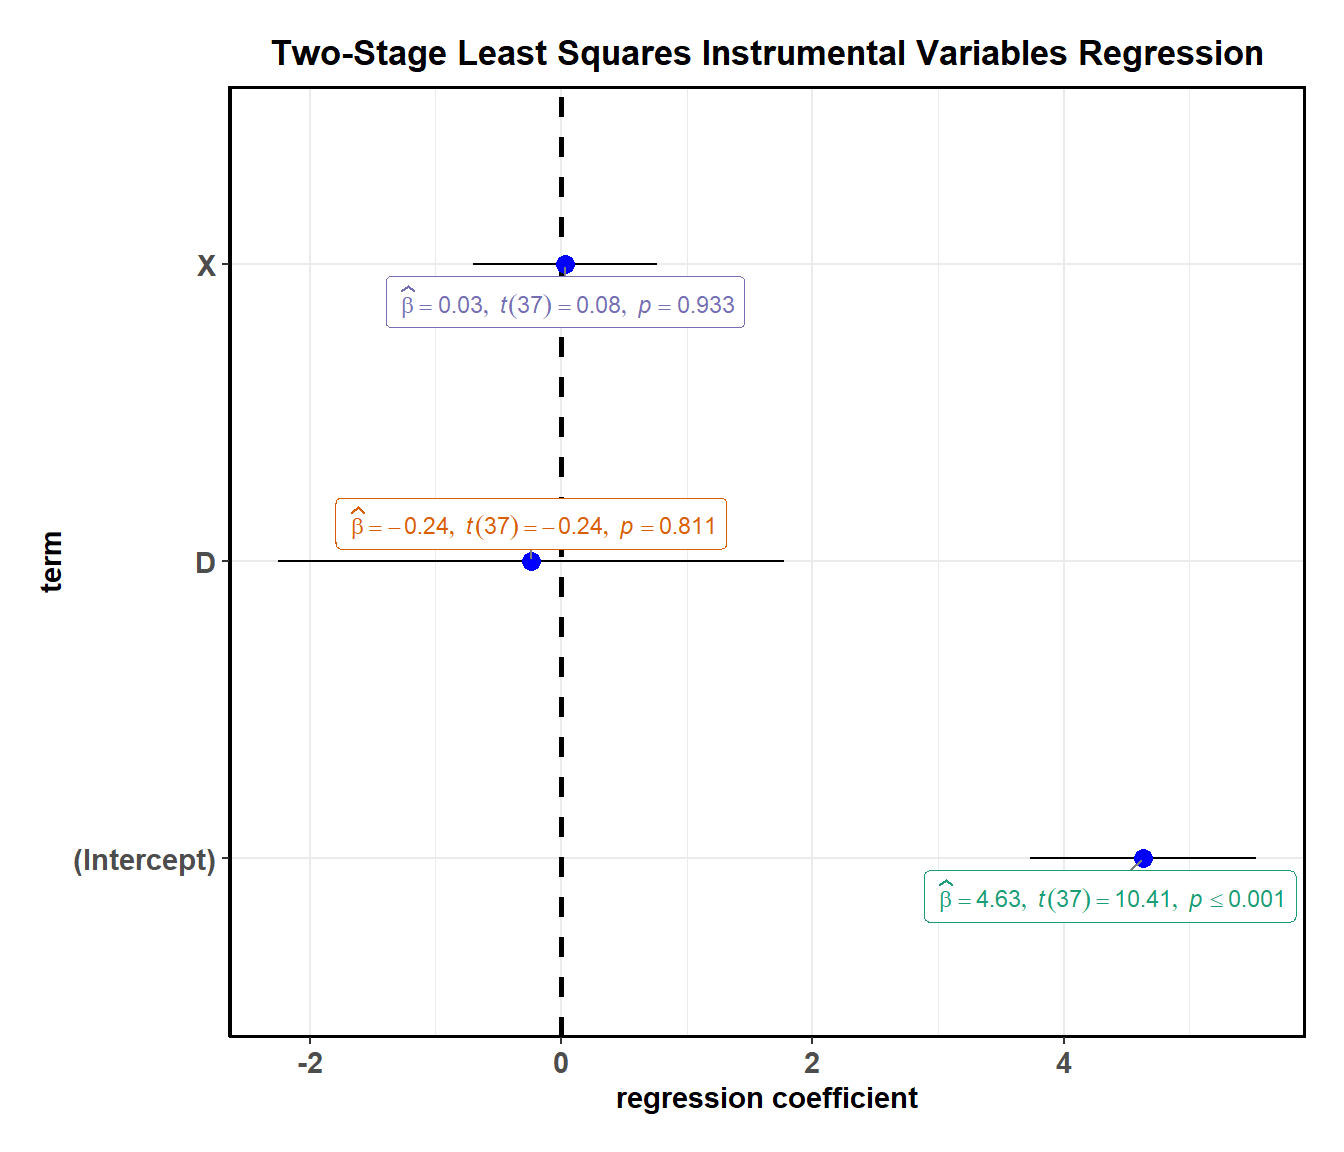 Two-Stage Least Squares Instrumental Variables Regression
X
β̂ = 0.03, t(37) = 0.08, p = 0.933
β̂ = −0.24, t(37) = −0.24, p = 0.811
term
D
(Intercept)
β̂ = 4.63, t(37) = 10.41, p ≤ 0.001
-2 0 2 4
regression coefficient